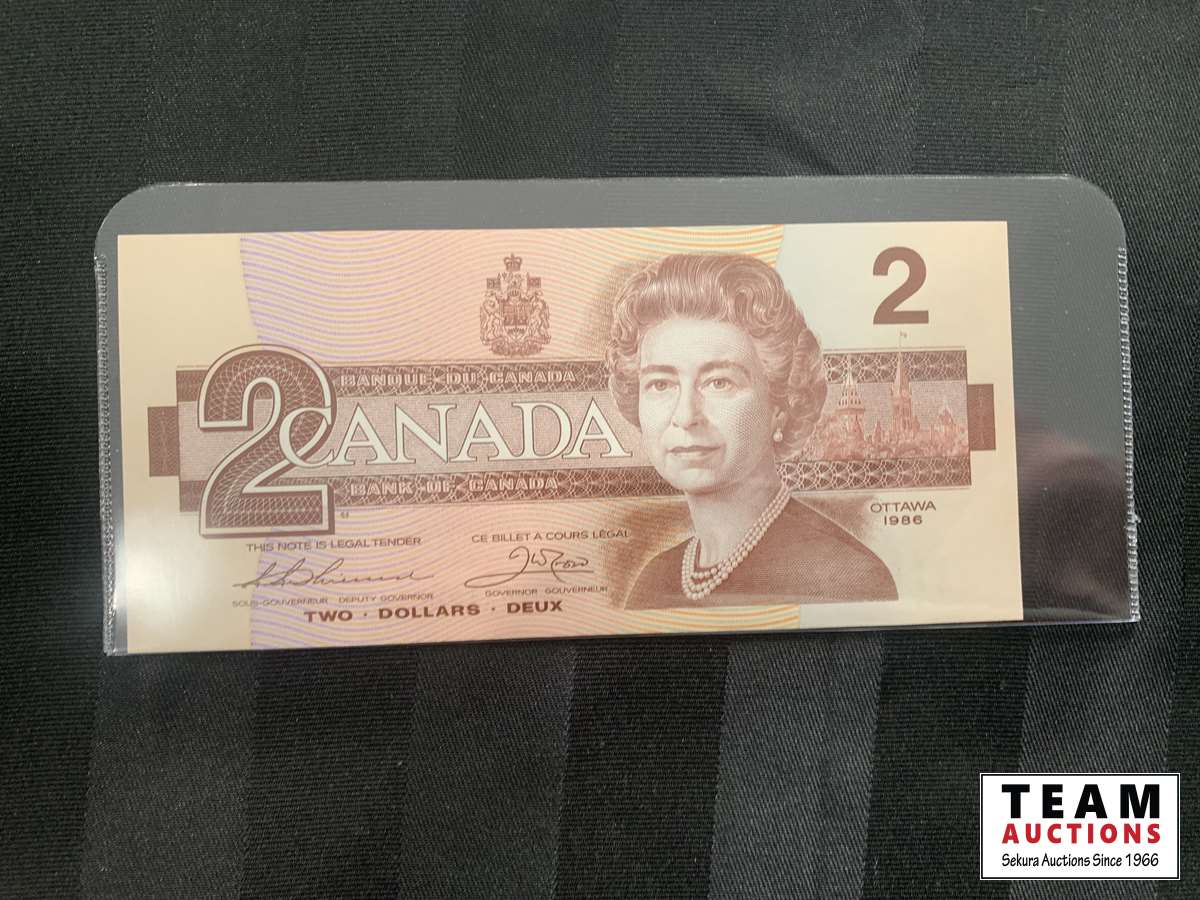 2
BANQUE DU CANADA
2
CANADA
BANK OF CANADA
OTTAWA
1986
THIS NOTE IS LEGAL TENDER
CE BILLET A COURS LÉGAL
SOUS-GOUVERNEUR DEPUTY GOVERNOR
GOVERNOR GOUVERNEUR
TWO · DOLLARS · DEUX
TEAM
AUCTIONS
Sekura Auctions Since 1966